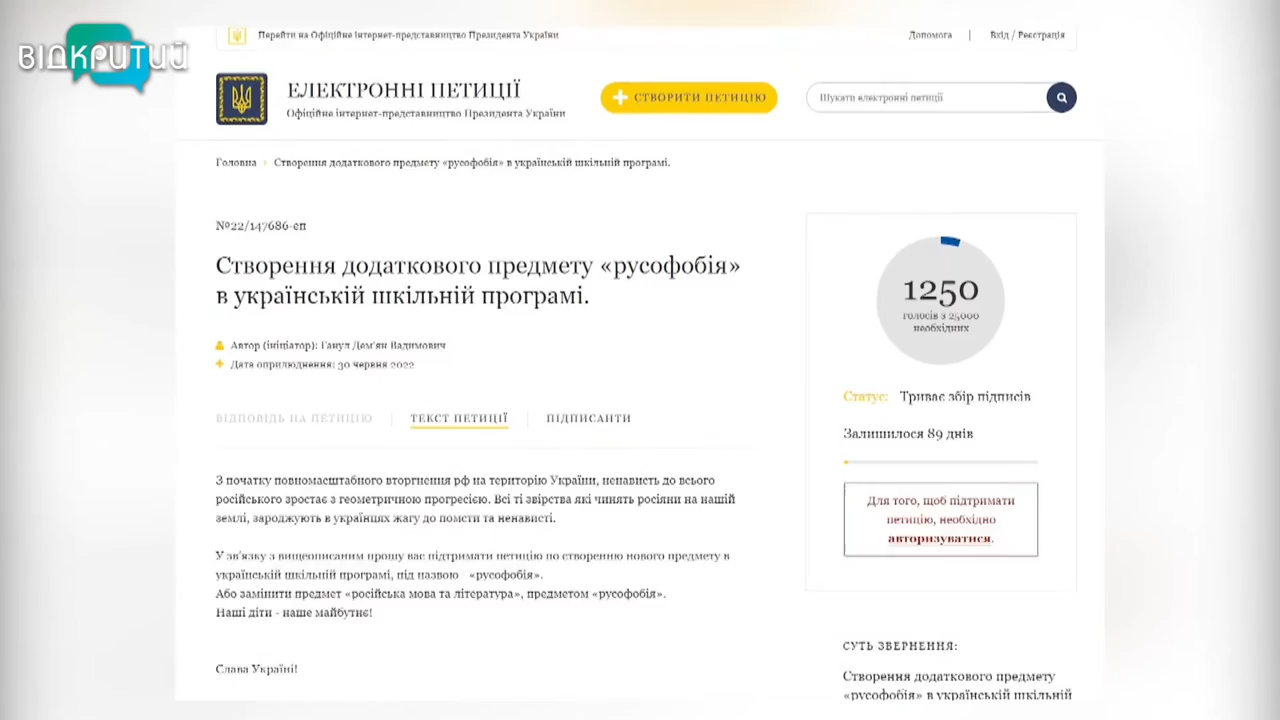 ВІДКРИТИЙ
Перейти на Офіційне інтернет-представництво Президента України
Допомога | Вхід / Реєстрація
ЕЛЕКТРОННІ ПЕТИЦІЇ
Офіційне інтернет-представництво Президента України
СТВОРИТИ ПЕТИЦІЮ
Шукати електронні петиції
Головна Створення додаткового предмету «русофобія» в українській шкільній програмі.
№22/147686-еп
Створення додаткового предмету «русофобія»
в українській шкільній програмі.
Автор (ініціатор): Ганул Дем'ян Вадимович
Дата оприлюднення: 30 червня 2022
ВІДПОВІДЬ НА ПЕТИЦІЮ
ТЕКСТ ПЕТИЦІЇ
ПІДПИСАНТИ
З початку повномасштабного вторгнення рф на територію України, ненависть до всього
російського зростає з геометричною прогресією. Всі ті звірства які чинять росіяни на нашій
землі, зароджують в українцях жагу до помсти та ненависті.
У зв'язку з вищеописаним прошу вас підтримати петицію по створенню нового предмету в
українській шкільній програмі, під назвою «русофобія».
Або замінити предмет «російська мова та література», предметом «русофобія».
Наші діти - наше майбутнє!
Слава Україні!
1250
голосів з 25000
необхідних
Статус: Триває збір підписів
Залишилося 89 днів
Для того, щоб підтримати
петицію, необхідно
авторизуватися.
СУТЬ ЗВЕРНЕННЯ:
Створення додаткового предмету
«русофобія» в українській шкільній